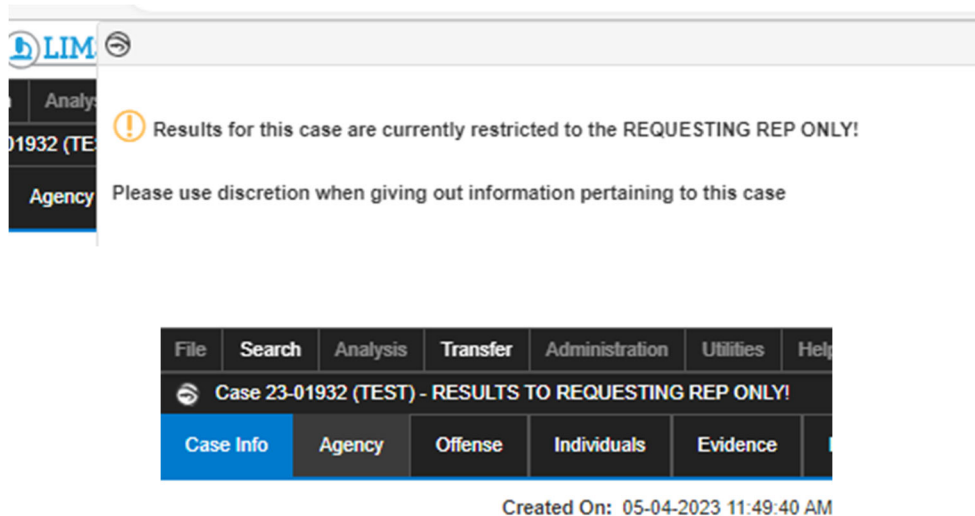 LIM
Results for this case are currently restricted to the REQUESTING REP ONLY!
01932 (TE
Agency
Please use discretion when giving out information pertaining to this case
File Search Analysis Transfer Administration Utilities Help
Case 23-01932 (TEST) - RESULTS TO REQUESTING REP ONLY!
Case Info Agency Offense Individuals Evidence
Created On: 05-04-2023 11:49:40 AM